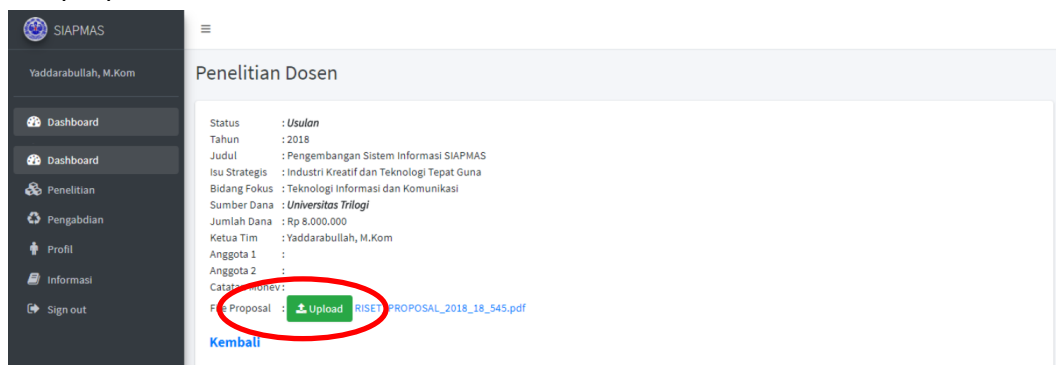 SIAPMAS
Yaddarabullah, M.Kom
Dashboard
Dashboard
Penelitian
Pengabdian
Profil
Informasi
Sign out
Penelitian Dosen
Status : Usulan
Tahun : 2018
Judul : Pengembangan Sistem Informasi SIAPMAS
Isu Strategis : Industri Kreatif dan Teknologi Tepat Guna
Bidang Fokus : Teknologi Informasi dan Komunikasi
Sumber Dana : Universitas Trilogi
Jumlah Dana : Rp 8.000.000
Ketua Tim : Yaddarabullah, M.Kom
Anggota 1 :
Anggota 2 :
Catatan Monev :
File Proposal : Upload RISET_PROPOSAL_2018_18_545.pdf
Kembali